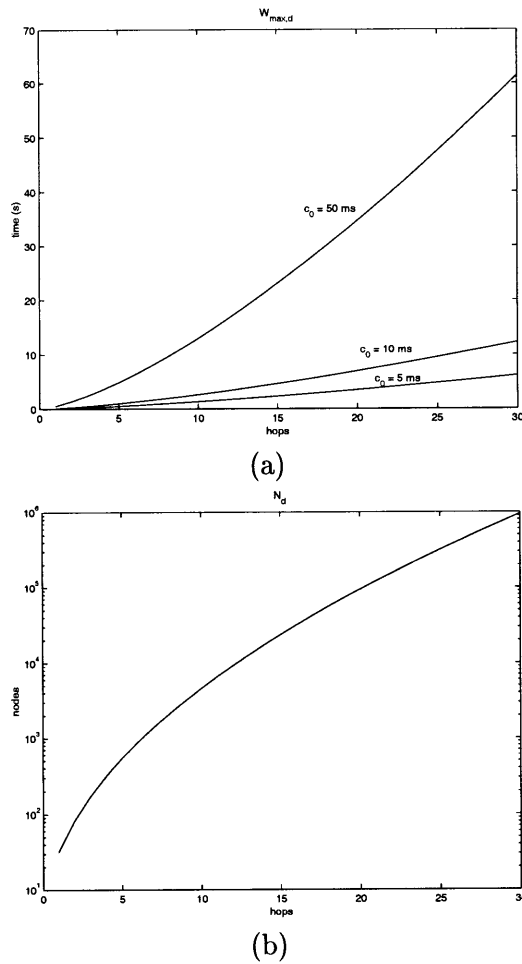 W_max,d
70
60
50
40
30
20
10
0
time (s)
c_0 = 50 ms
c_0 = 10 ms
c_0 = 5 ms
0 5 10 15 20 25 30
hops
(a)
N_d
10^6
10^5
10^4
10^3
10^2
10^1
nodes
0 5 10 15 20 25 3
hops
(b)